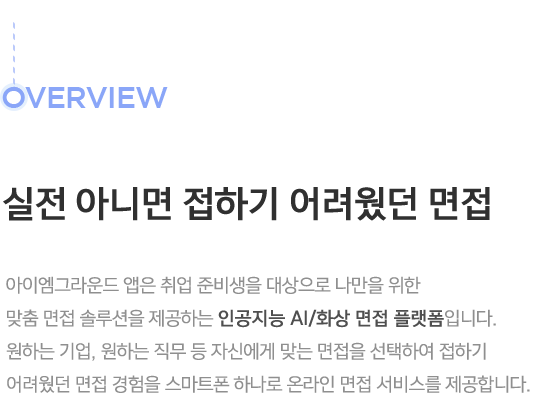 OVERVIEW
실전 아니면 접하기 어려웠던 면접
아이엠그라운드 앱은 취업 준비생을 대상으로 나만을 위한
맞춤 면접 솔루션을 제공하는 인공지능 AI/화상 면접 플랫폼입니다.
원하는 기업, 원하는 직무 등 자신에게 맞는 면접을 선택하여 접하기
어려웠던 면접 경험을 스마트폰 하나로 온라인 면접 서비스를 제공합니다.